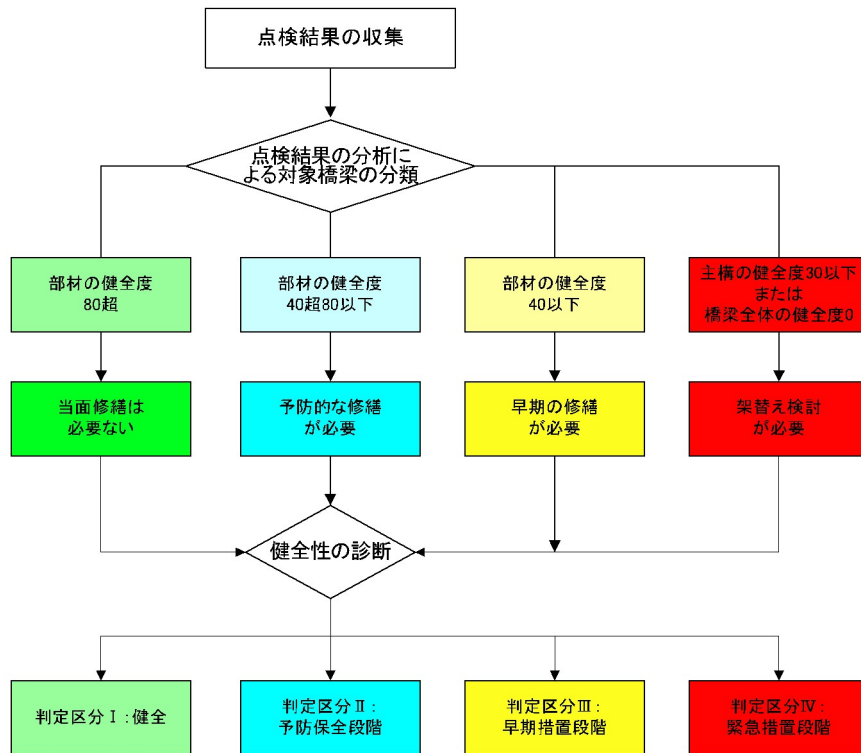 点検結果の収集
点検結果の分析に
よる対象橋梁の分類
部材の健全度
80超
部材の健全度
40超80以下
部材の健全度
40以下
主構の健全度30以下
または
橋梁全体の健全度0
当面修繕は
必要ない
予防的な修繕
が必要
早期の修繕
が必要
架替え検討
が必要
健全性の診断
判定区分Ⅰ:健全
判定区分Ⅱ:
予防保全段階
判定区分Ⅲ:
早期措置段階
判定区分Ⅳ:
緊急措置段階